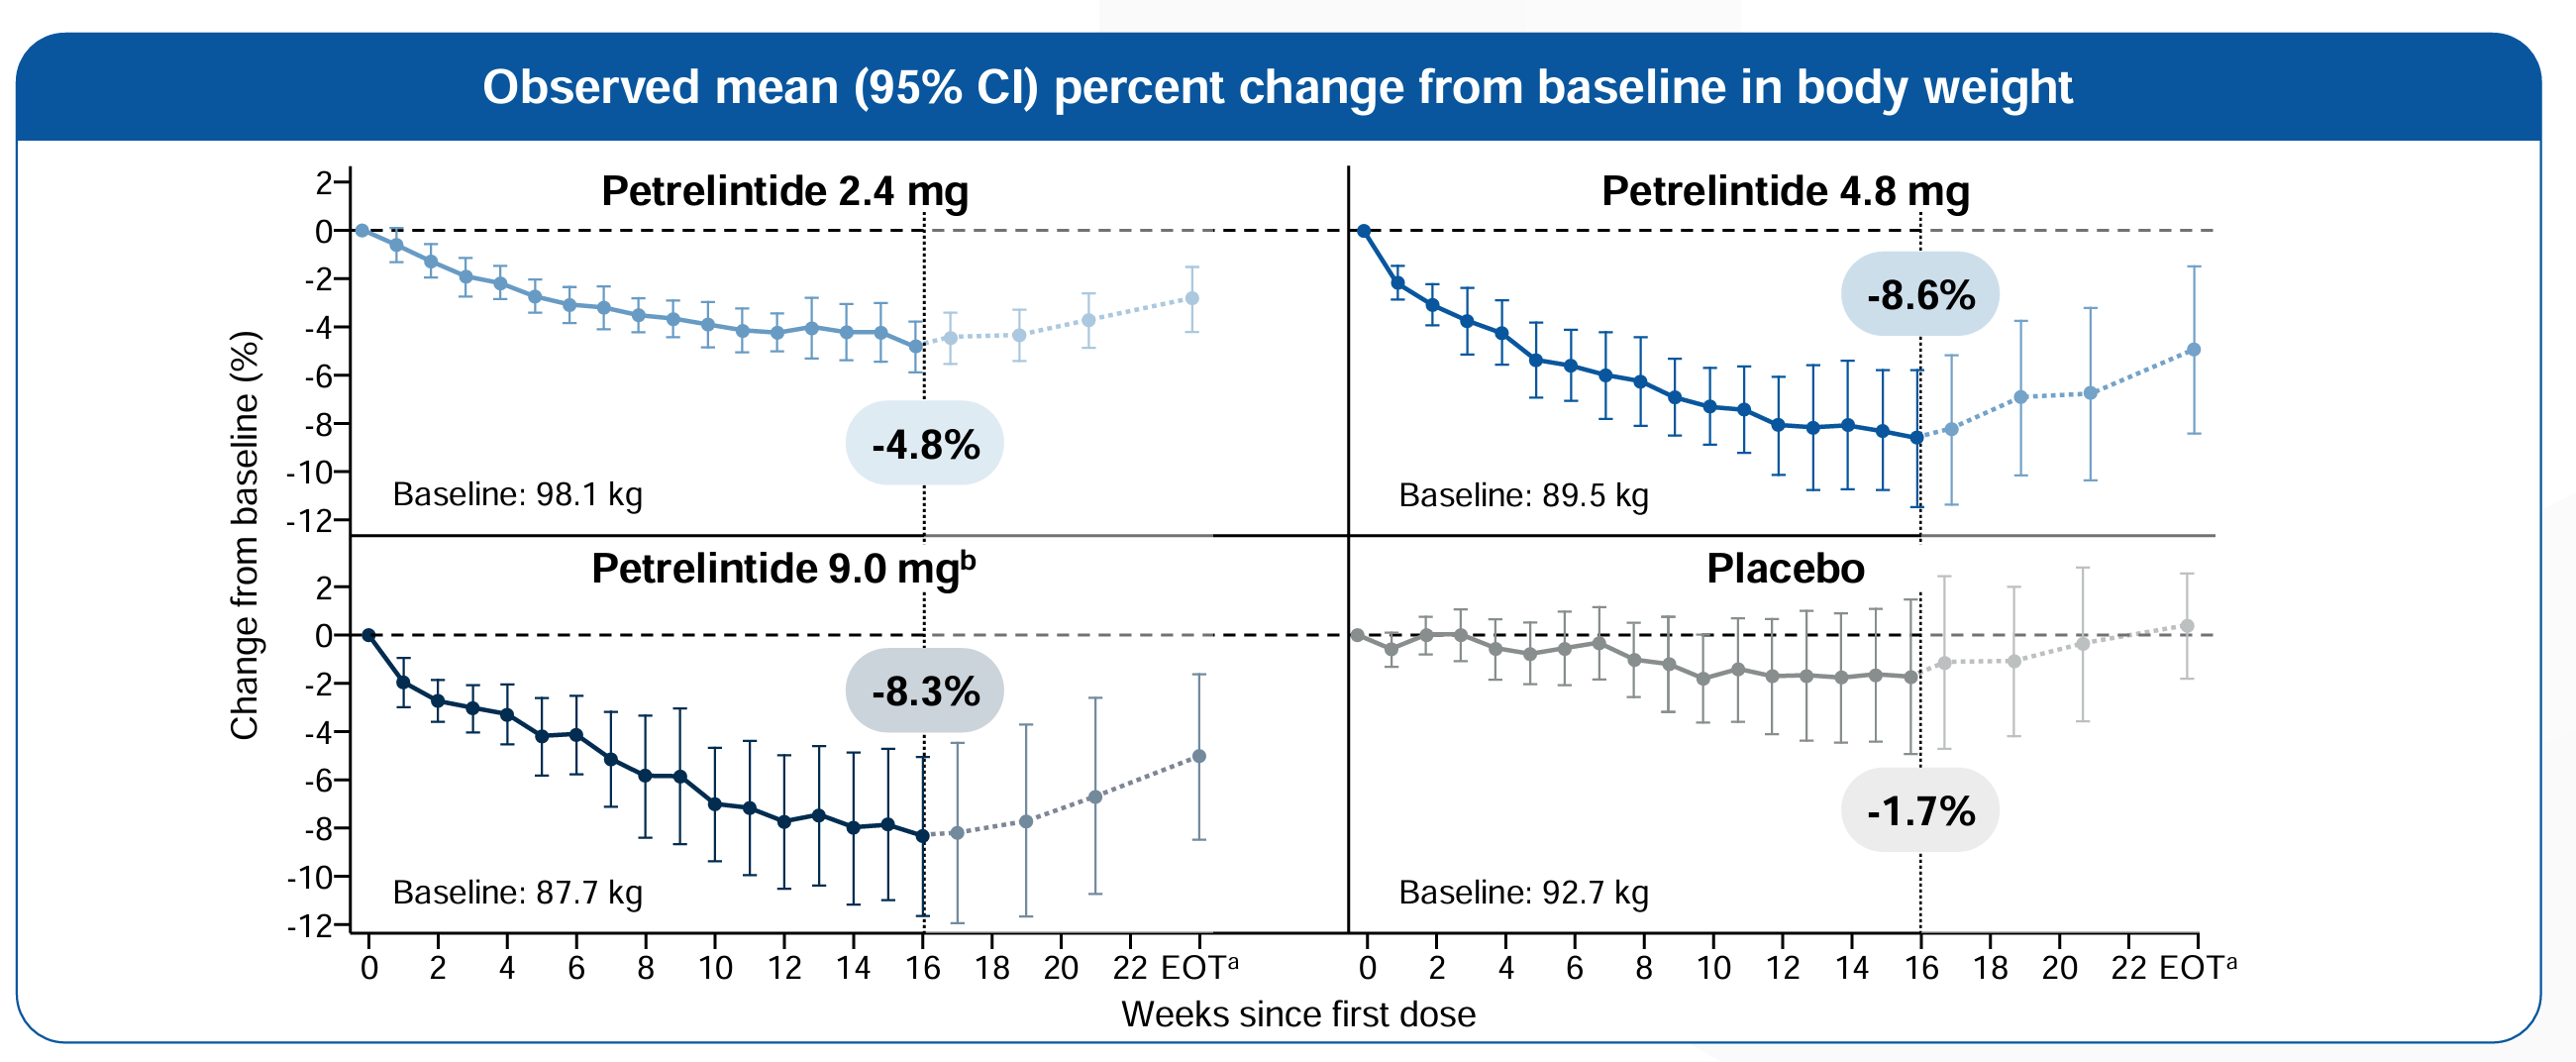 Observed mean (95% CI) percent change from baseline in body weight
Change from baseline (%)
Petrelintide 2.4 mg
2
0
-2
-4
-6
-8
-10
-12
-4.8%
Baseline: 98.1 kg
Petrelintide 4.8 mg
-8.6%
Baseline: 89.5 kg
Petrelintide 9.0 mgᵇ
2
0
-2
-4
-6
-8
-10
-12
-8.3%
Baseline: 87.7 kg
Placebo
-1.7%
Baseline: 92.7 kg
0 2 4 6 8 10 12 14 16 18 20 22 EOTᵃ
0 2 4 6 8 10 12 14 16 18 20 22 EOTᵃ
Weeks since first dose